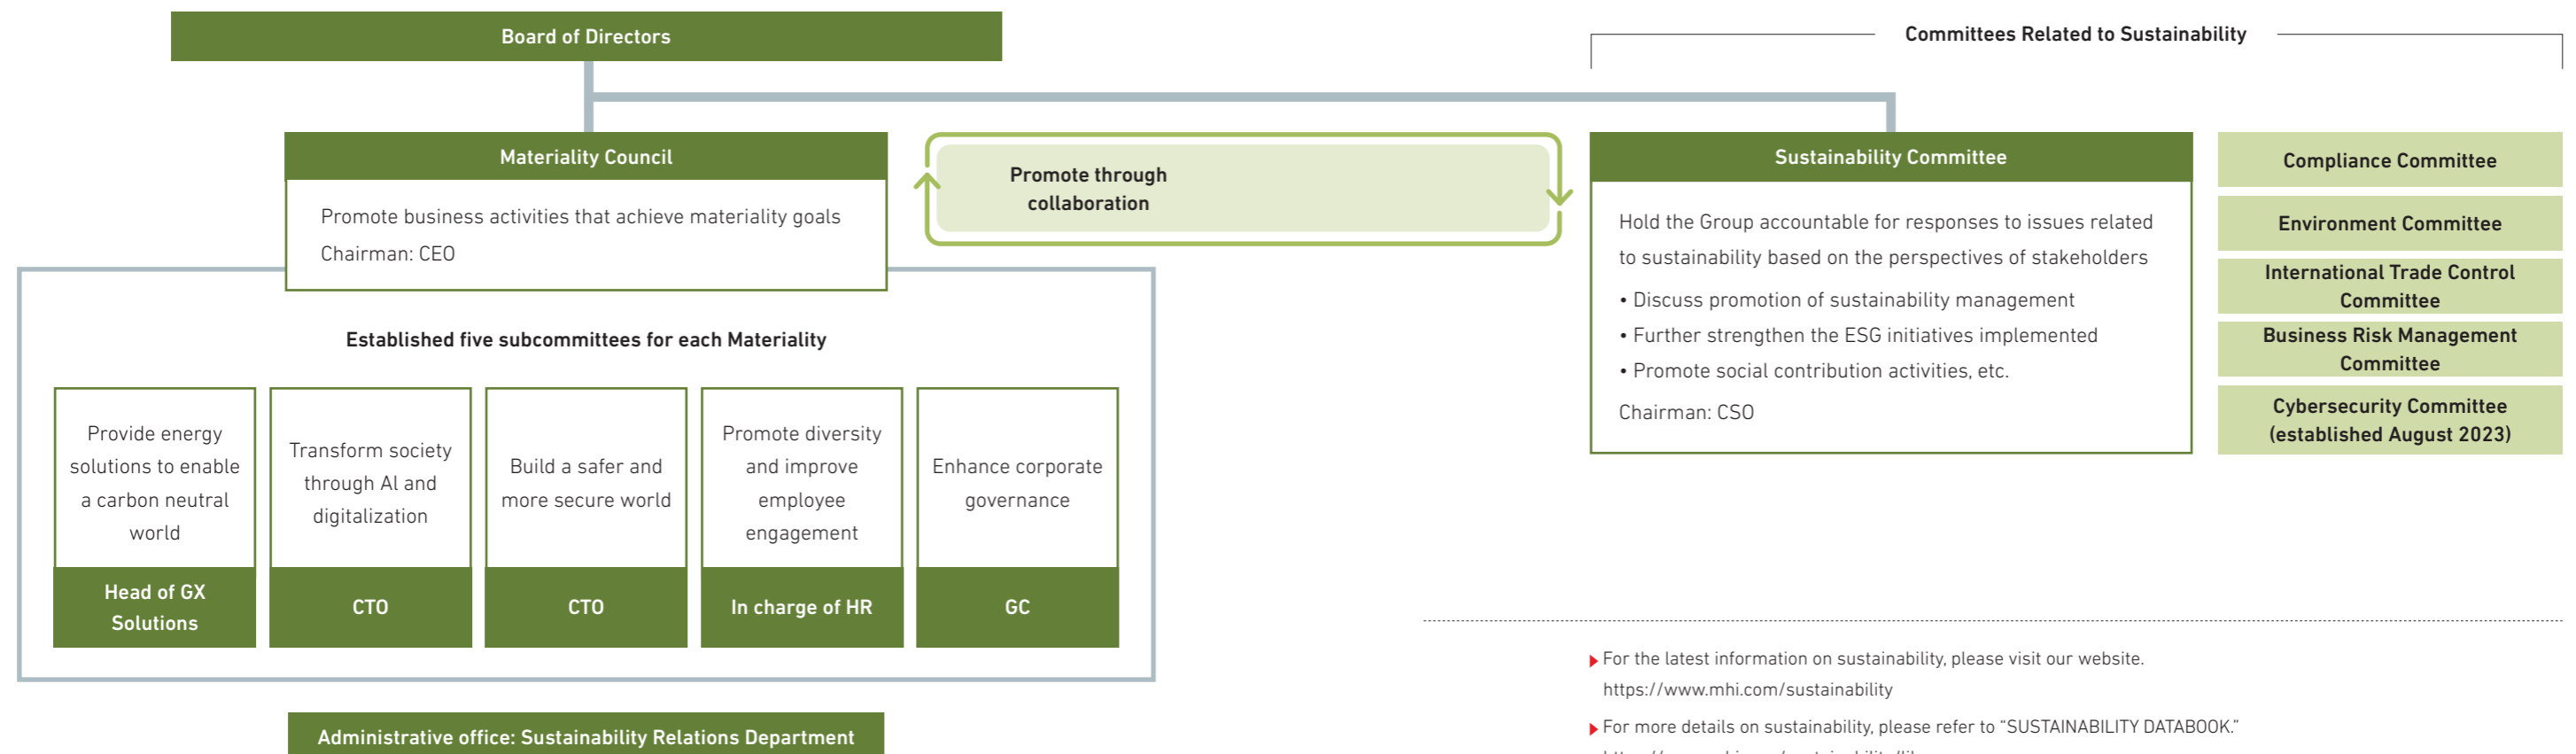 Board of Directors
Committees Related to Sustainability
Materiality Council
Promote business activities that achieve materiality goals
Chairman: CEO
Promote through
collaboration
Sustainability Committee
Hold the Group accountable for responses to issues related
to sustainability based on the perspectives of stakeholders
• Discuss promotion of sustainability management
• Further strengthen the ESG initiatives implemented
• Promote social contribution activities, etc.
Chairman: CSO
Compliance Committee
Environment Committee
International Trade Control
Committee
Business Risk Management
Committee
Cybersecurity Committee
(established August 2023)
Established five subcommittees for each Materiality
Provide energy
solutions to enable
a carbon neutral
world
Head of GX
Solutions
Transform society
through AI and
digitalization
CTO
Build a safer and
more secure world
CTO
Promote diversity
and improve
employee
engagement
In charge of HR
Enhance corporate
governance
GC
Administrative office: Sustainability Relations Department
For the latest information on sustainability, please visit our website.
https://www.mhi.com/sustainability
For more details on sustainability, please refer to “SUSTAINABILITY DATABOOK.”